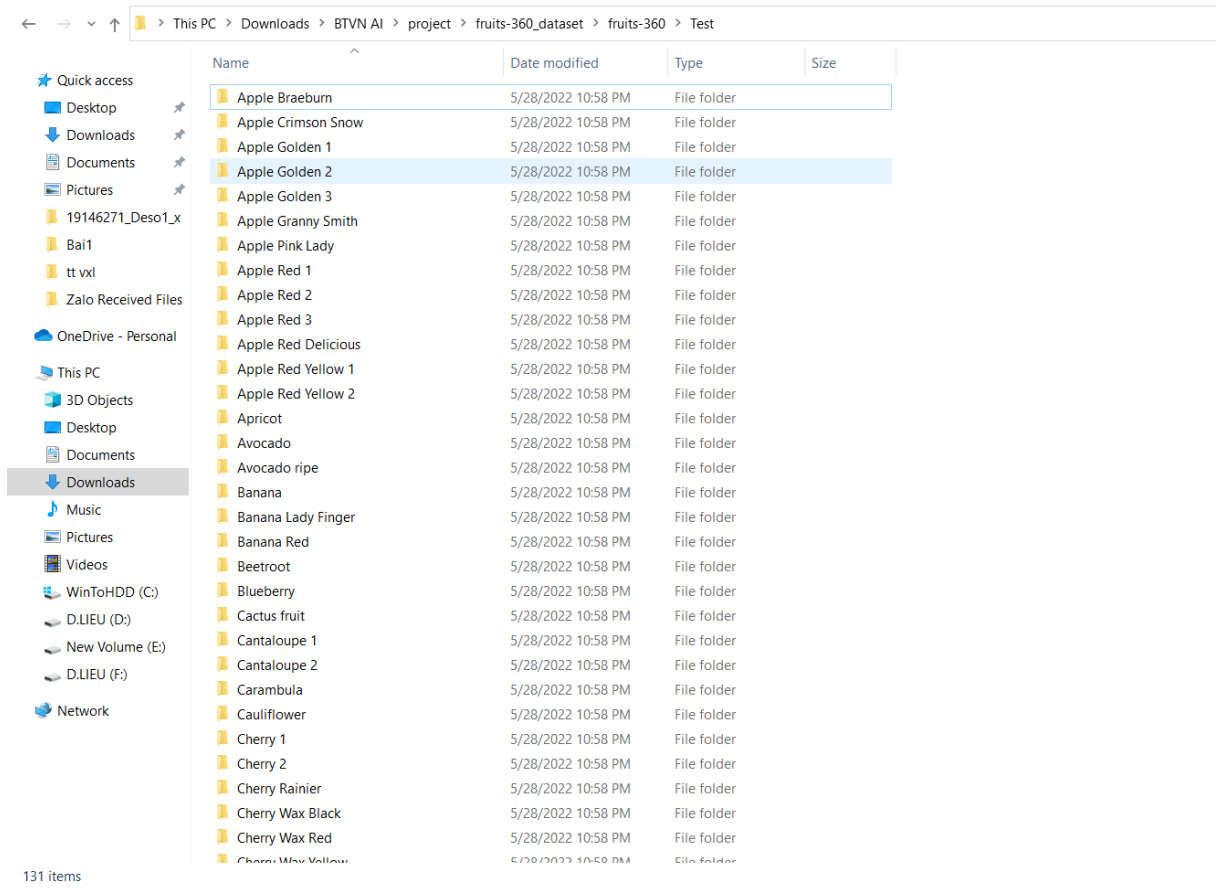 This PC > Downloads > BTVN AI > project > fruits-360_dataset > fruits-360 > Test
Name Date modified Type Size
Quick access
Desktop
Downloads
Documents
Pictures
19146271_Deso1_x
Bai1
tt vxl
Zalo Received Files
OneDrive - Personal
This PC
3D Objects
Desktop
Documents
Downloads
Music
Pictures
Videos
WinToHDD (C:)
D.LIEU (D:)
New Volume (E:)
D.LIEU (F:)
Network
Apple Braeburn 5/28/2022 10:58 PM File folder
Apple Crimson Snow 5/28/2022 10:58 PM File folder
Apple Golden 1 5/28/2022 10:58 PM File folder
Apple Golden 2 5/28/2022 10:58 PM File folder
Apple Golden 3 5/28/2022 10:58 PM File folder
Apple Granny Smith 5/28/2022 10:58 PM File folder
Apple Pink Lady 5/28/2022 10:58 PM File folder
Apple Red 1 5/28/2022 10:58 PM File folder
Apple Red 2 5/28/2022 10:58 PM File folder
Apple Red 3 5/28/2022 10:58 PM File folder
Apple Red Delicious 5/28/2022 10:58 PM File folder
Apple Red Yellow 1 5/28/2022 10:58 PM File folder
Apple Red Yellow 2 5/28/2022 10:58 PM File folder
Apricot 5/28/2022 10:58 PM File folder
Avocado 5/28/2022 10:58 PM File folder
Avocado ripe 5/28/2022 10:58 PM File folder
Banana 5/28/2022 10:58 PM File folder
Banana Lady Finger 5/28/2022 10:58 PM File folder
Banana Red 5/28/2022 10:58 PM File folder
Beetroot 5/28/2022 10:58 PM File folder
Blueberry 5/28/2022 10:58 PM File folder
Cactus fruit 5/28/2022 10:58 PM File folder
Cantaloupe 1 5/28/2022 10:58 PM File folder
Cantaloupe 2 5/28/2022 10:58 PM File folder
Carambula 5/28/2022 10:58 PM File folder
Cauliflower 5/28/2022 10:58 PM File folder
Cherry 1 5/28/2022 10:58 PM File folder
Cherry 2 5/28/2022 10:58 PM File folder
Cherry Rainier 5/28/2022 10:58 PM File folder
Cherry Wax Black 5/28/2022 10:58 PM File folder
Cherry Wax Red 5/28/2022 10:58 PM File folder
Cherry Wax Yellow 5/28/2022 10:58 PM File folder
131 items